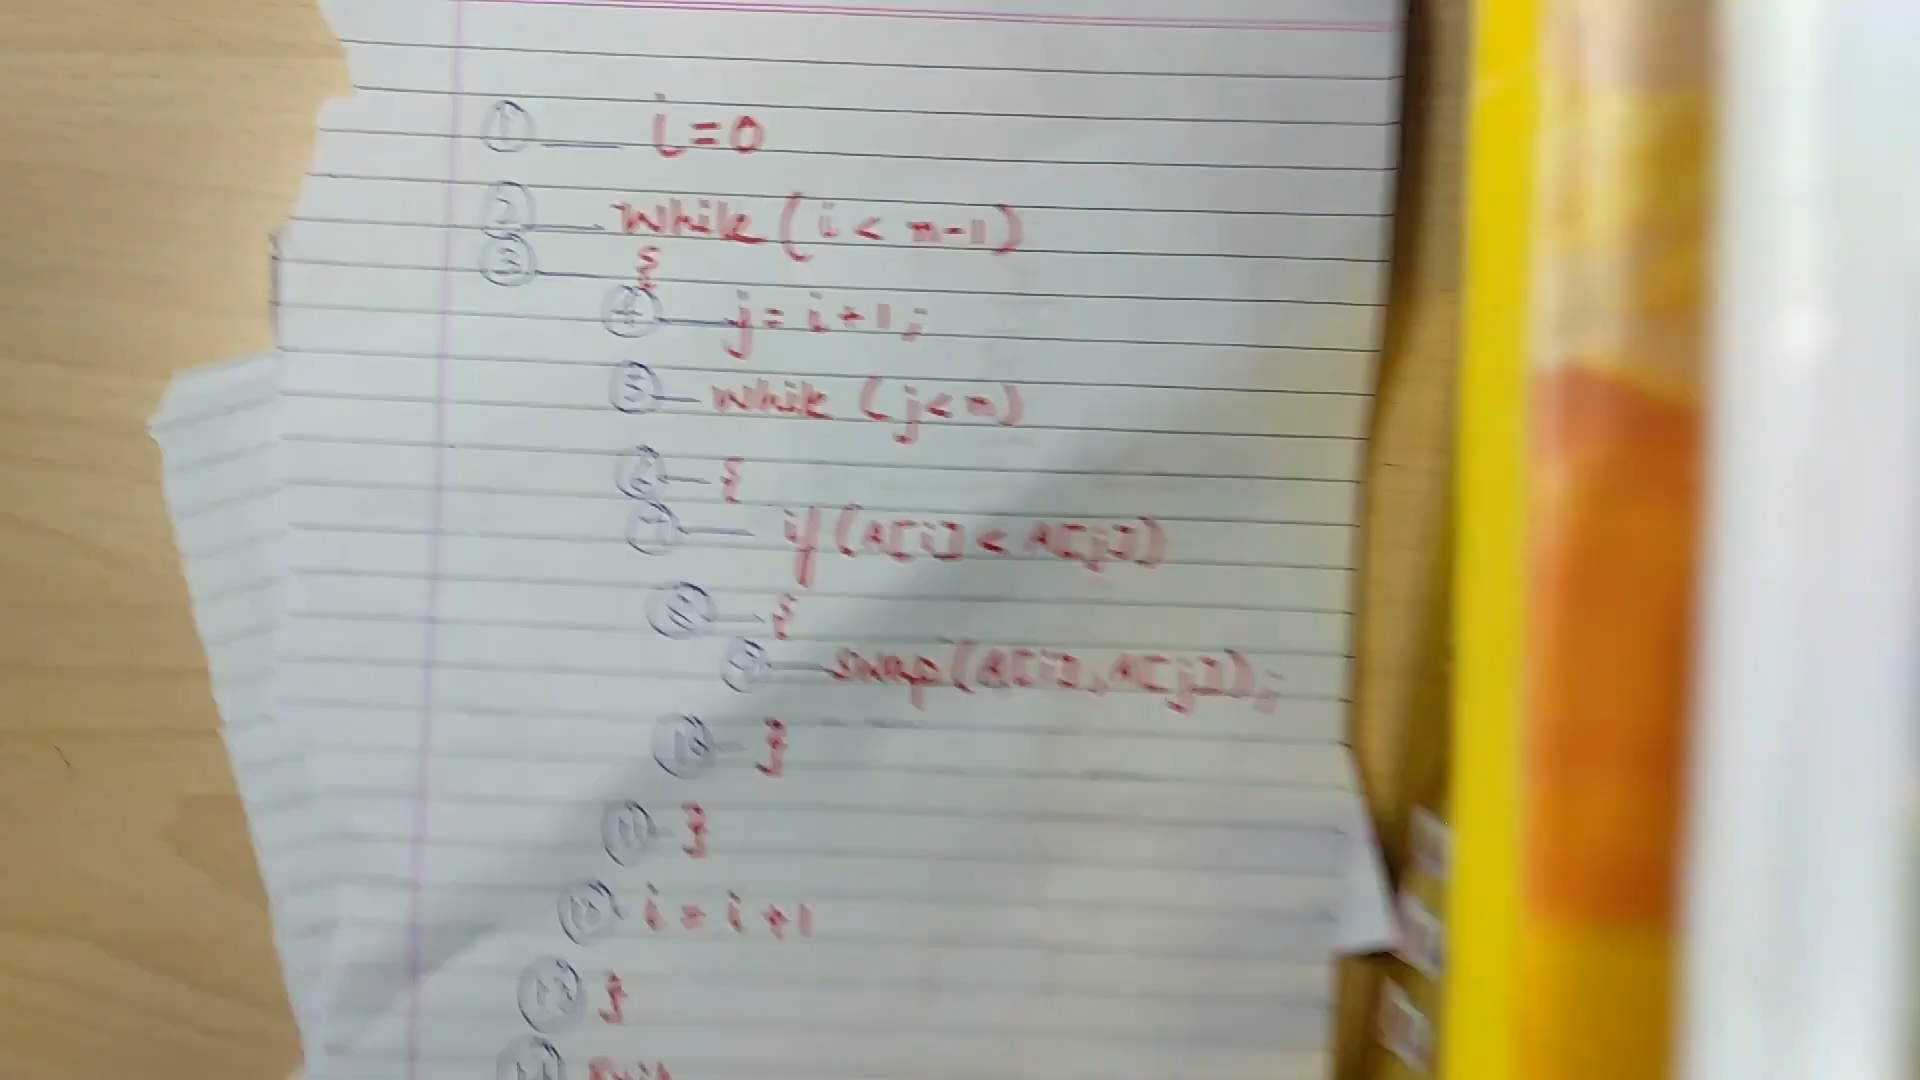 ① i=0
② while (i < n-1)
③ {
④ j = i+1;
⑤ while (j<n)
⑥ {
⑦ if (A[i] < A[j])
⑧ {
⑨ swap(A[i], A[j]);
⑩ }
⑪ }
⑫ i = i+1
⑬ }